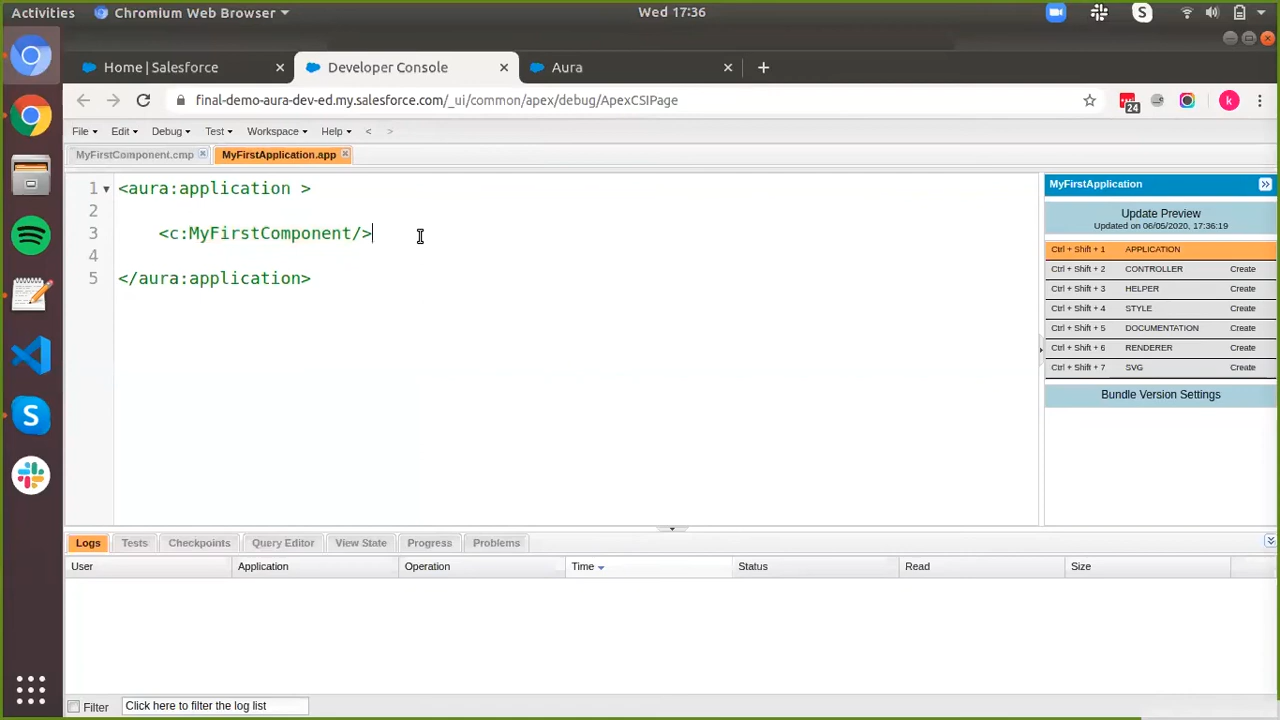 Activities Chromium Web Browser Wed 17:36
Home | Salesforce Developer Console Aura
final-demo-aura-dev-ed.my.salesforce.com/_ui/common/apex/debug/ApexCSIPage 24 k
File Edit Debug Test Workspace Help < >
MyFirstComponent.cmp MyFirstApplication.app
1 <aura:application >
2
3 <c:MyFirstComponent/>
4
5 </aura:application>
MyFirstApplication
Update Preview
Updated on 06/05/2020, 17:36:19
Ctrl + Shift + 1 APPLICATION
Ctrl + Shift + 2 CONTROLLER Create
Ctrl + Shift + 3 HELPER Create
Ctrl + Shift + 4 STYLE Create
Ctrl + Shift + 5 DOCUMENTATION Create
Ctrl + Shift + 6 RENDERER Create
Ctrl + Shift + 7 SVG Create
Bundle Version Settings
Logs Tests Checkpoints Query Editor View State Progress Problems
User Application Operation Time Status Read Size
Filter Click here to filter the log list